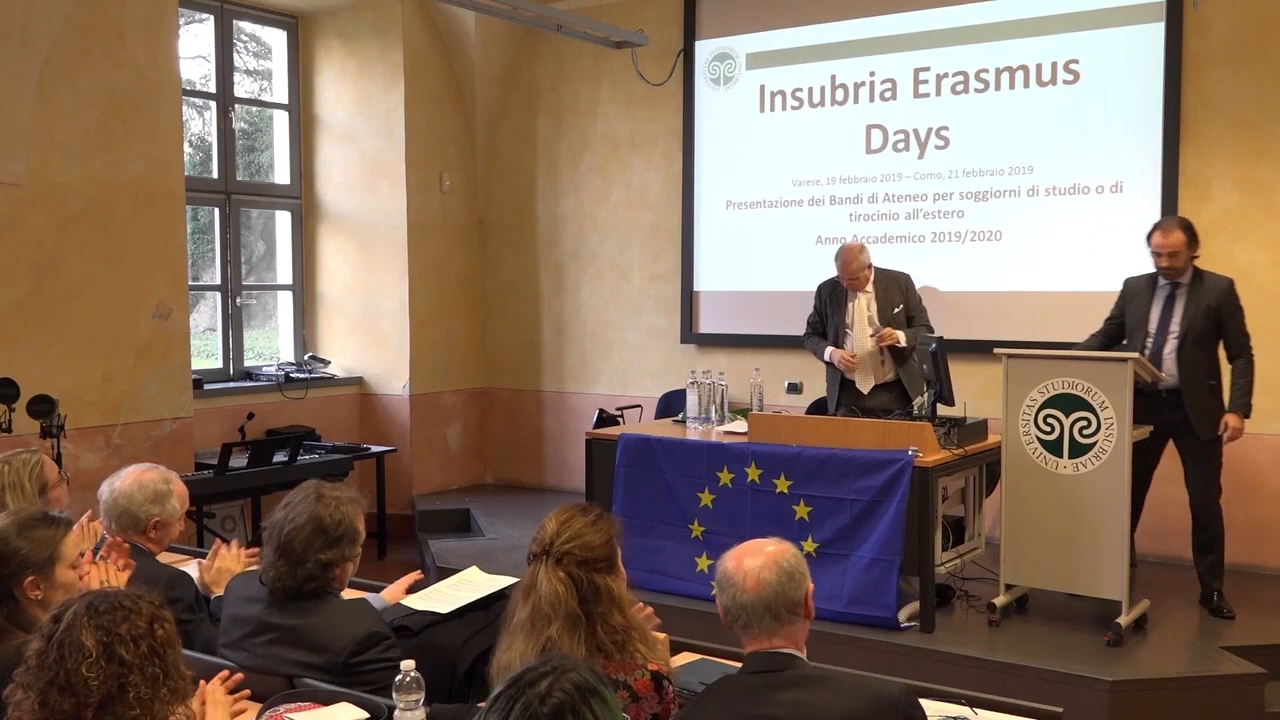 Insubria Erasmus
Days
Varese, 19 febbraio 2019 – Como, 21 febbraio 2019
Presentazione dei Bandi di Ateneo per soggiorni di studio o di
tirocinio all'estero
Anno Accademico 2019/2020
UNIVERSITAS STUDIORUM INSUBRIAE